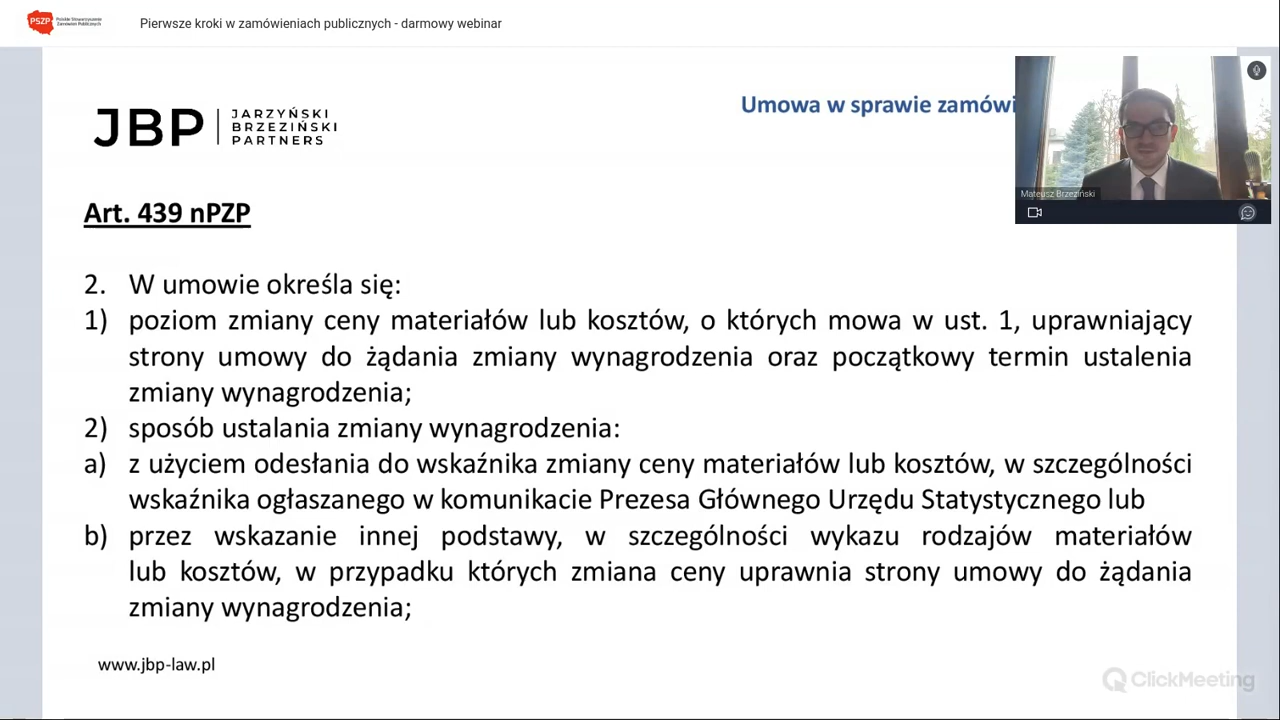 PSZP
Polskie Stowarzyszenie
Zamówień Publicznych
Pierwsze kroki w zamówieniach publicznych - darmowy webinar
JBP
JARZYŃSKI
BRZEZIŃSKI
PARTNERS
Umowa w sprawie zamówi
Mateusz Brzeziński
Art. 439 nPZP
2. W umowie określa się:
1) poziom zmiany ceny materiałów lub kosztów, o których mowa w ust. 1, uprawniający
strony umowy do żądania zmiany wynagrodzenia oraz początkowy termin ustalenia
zmiany wynagrodzenia;
2) sposób ustalania zmiany wynagrodzenia:
a) z użyciem odesłania do wskaźnika zmiany ceny materiałów lub kosztów, w szczególności
wskaźnika ogłaszanego w komunikacie Prezesa Głównego Urzędu Statystycznego lub
b) przez wskazanie innej podstawy, w szczególności wykazu rodzajów materiałów
lub kosztów, w przypadku których zmiana ceny uprawnia strony umowy do żądania
zmiany wynagrodzenia;
www.jbp-law.pl
ClickMeeting